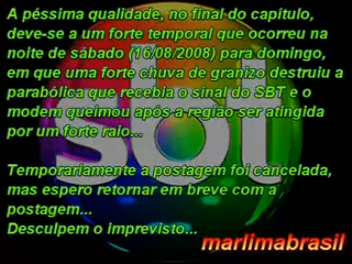 A péssima qualidade, no final do capítulo,
deve-se a um forte temporal que ocorreu na
noite de sábado (16/08/2008) para domingo,
em que uma forte chuva de granizo destruiu a
parabólica que recebia o sinal do SBT e o
modem queimou após a região ser atingida
por um forte raio...
Temporariamente a postagem foi cancelada,
mas espero retornar em breve com a
postagem...
Desculpem o imprevisto...
marlimabrasil
sbt